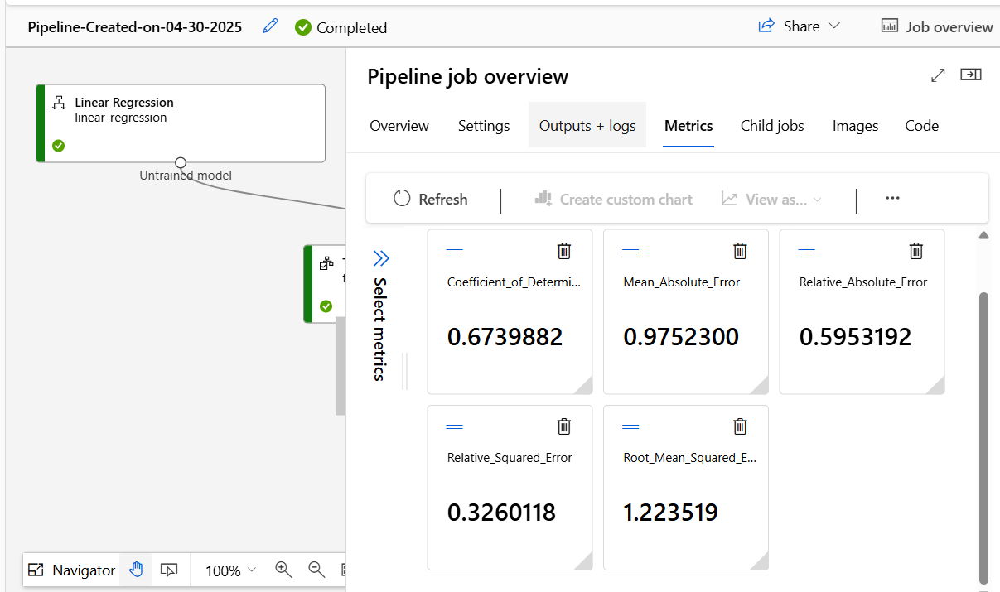 Pipeline-Created-on-04-30-2025
Completed
Share
Job overview
Linear Regression
linear_regression
Untrained model
Pipeline job overview
Overview
Settings
Outputs + logs
Metrics
Child jobs
Images
Code
Refresh
Create custom chart
View as...
Select metrics
Coefficient_of_Determi...
0.6739882
Mean_Absolute_Error
0.9752300
Relative_Absolute_Error
0.5953192
Relative_Squared_Error
0.3260118
Root_Mean_Squared_E...
1.223519
Navigator
100%